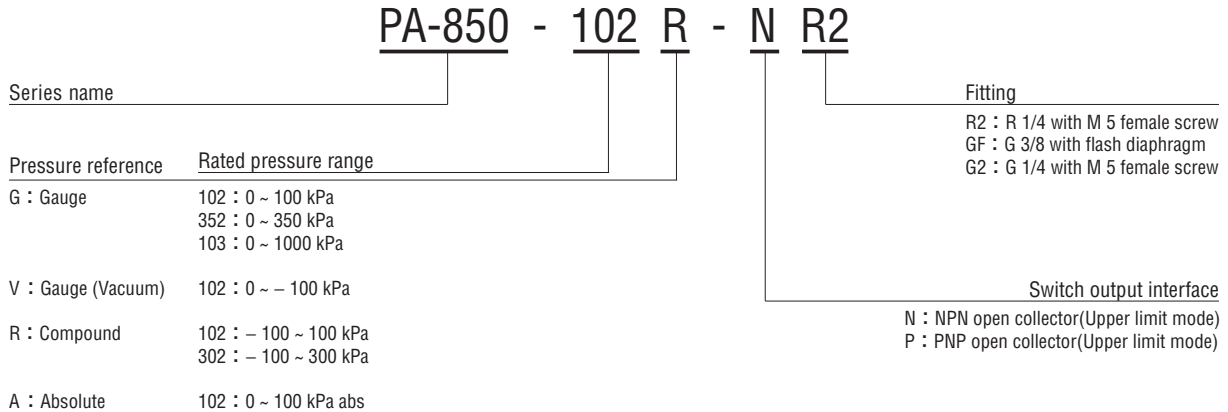 PA-850 - 102 R - N R2
Series name
Pressure reference Rated pressure range
G : Gauge 102 : 0 ~ 100 kPa
352 : 0 ~ 350 kPa
103 : 0 ~ 1000 kPa
V : Gauge (Vacuum) 102 : 0 ~ – 100 kPa
R : Compound 102 : – 100 ~ 100 kPa
302 : – 100 ~ 300 kPa
A : Absolute 102 : 0 ~ 100 kPa abs
Fitting
R2 : R 1/4 with M 5 female screw
GF : G 3/8 with flash diaphragm
G2 : G 1/4 with M 5 female screw
Switch output interface
N : NPN open collector(Upper limit mode)
P : PNP open collector(Upper limit mode)